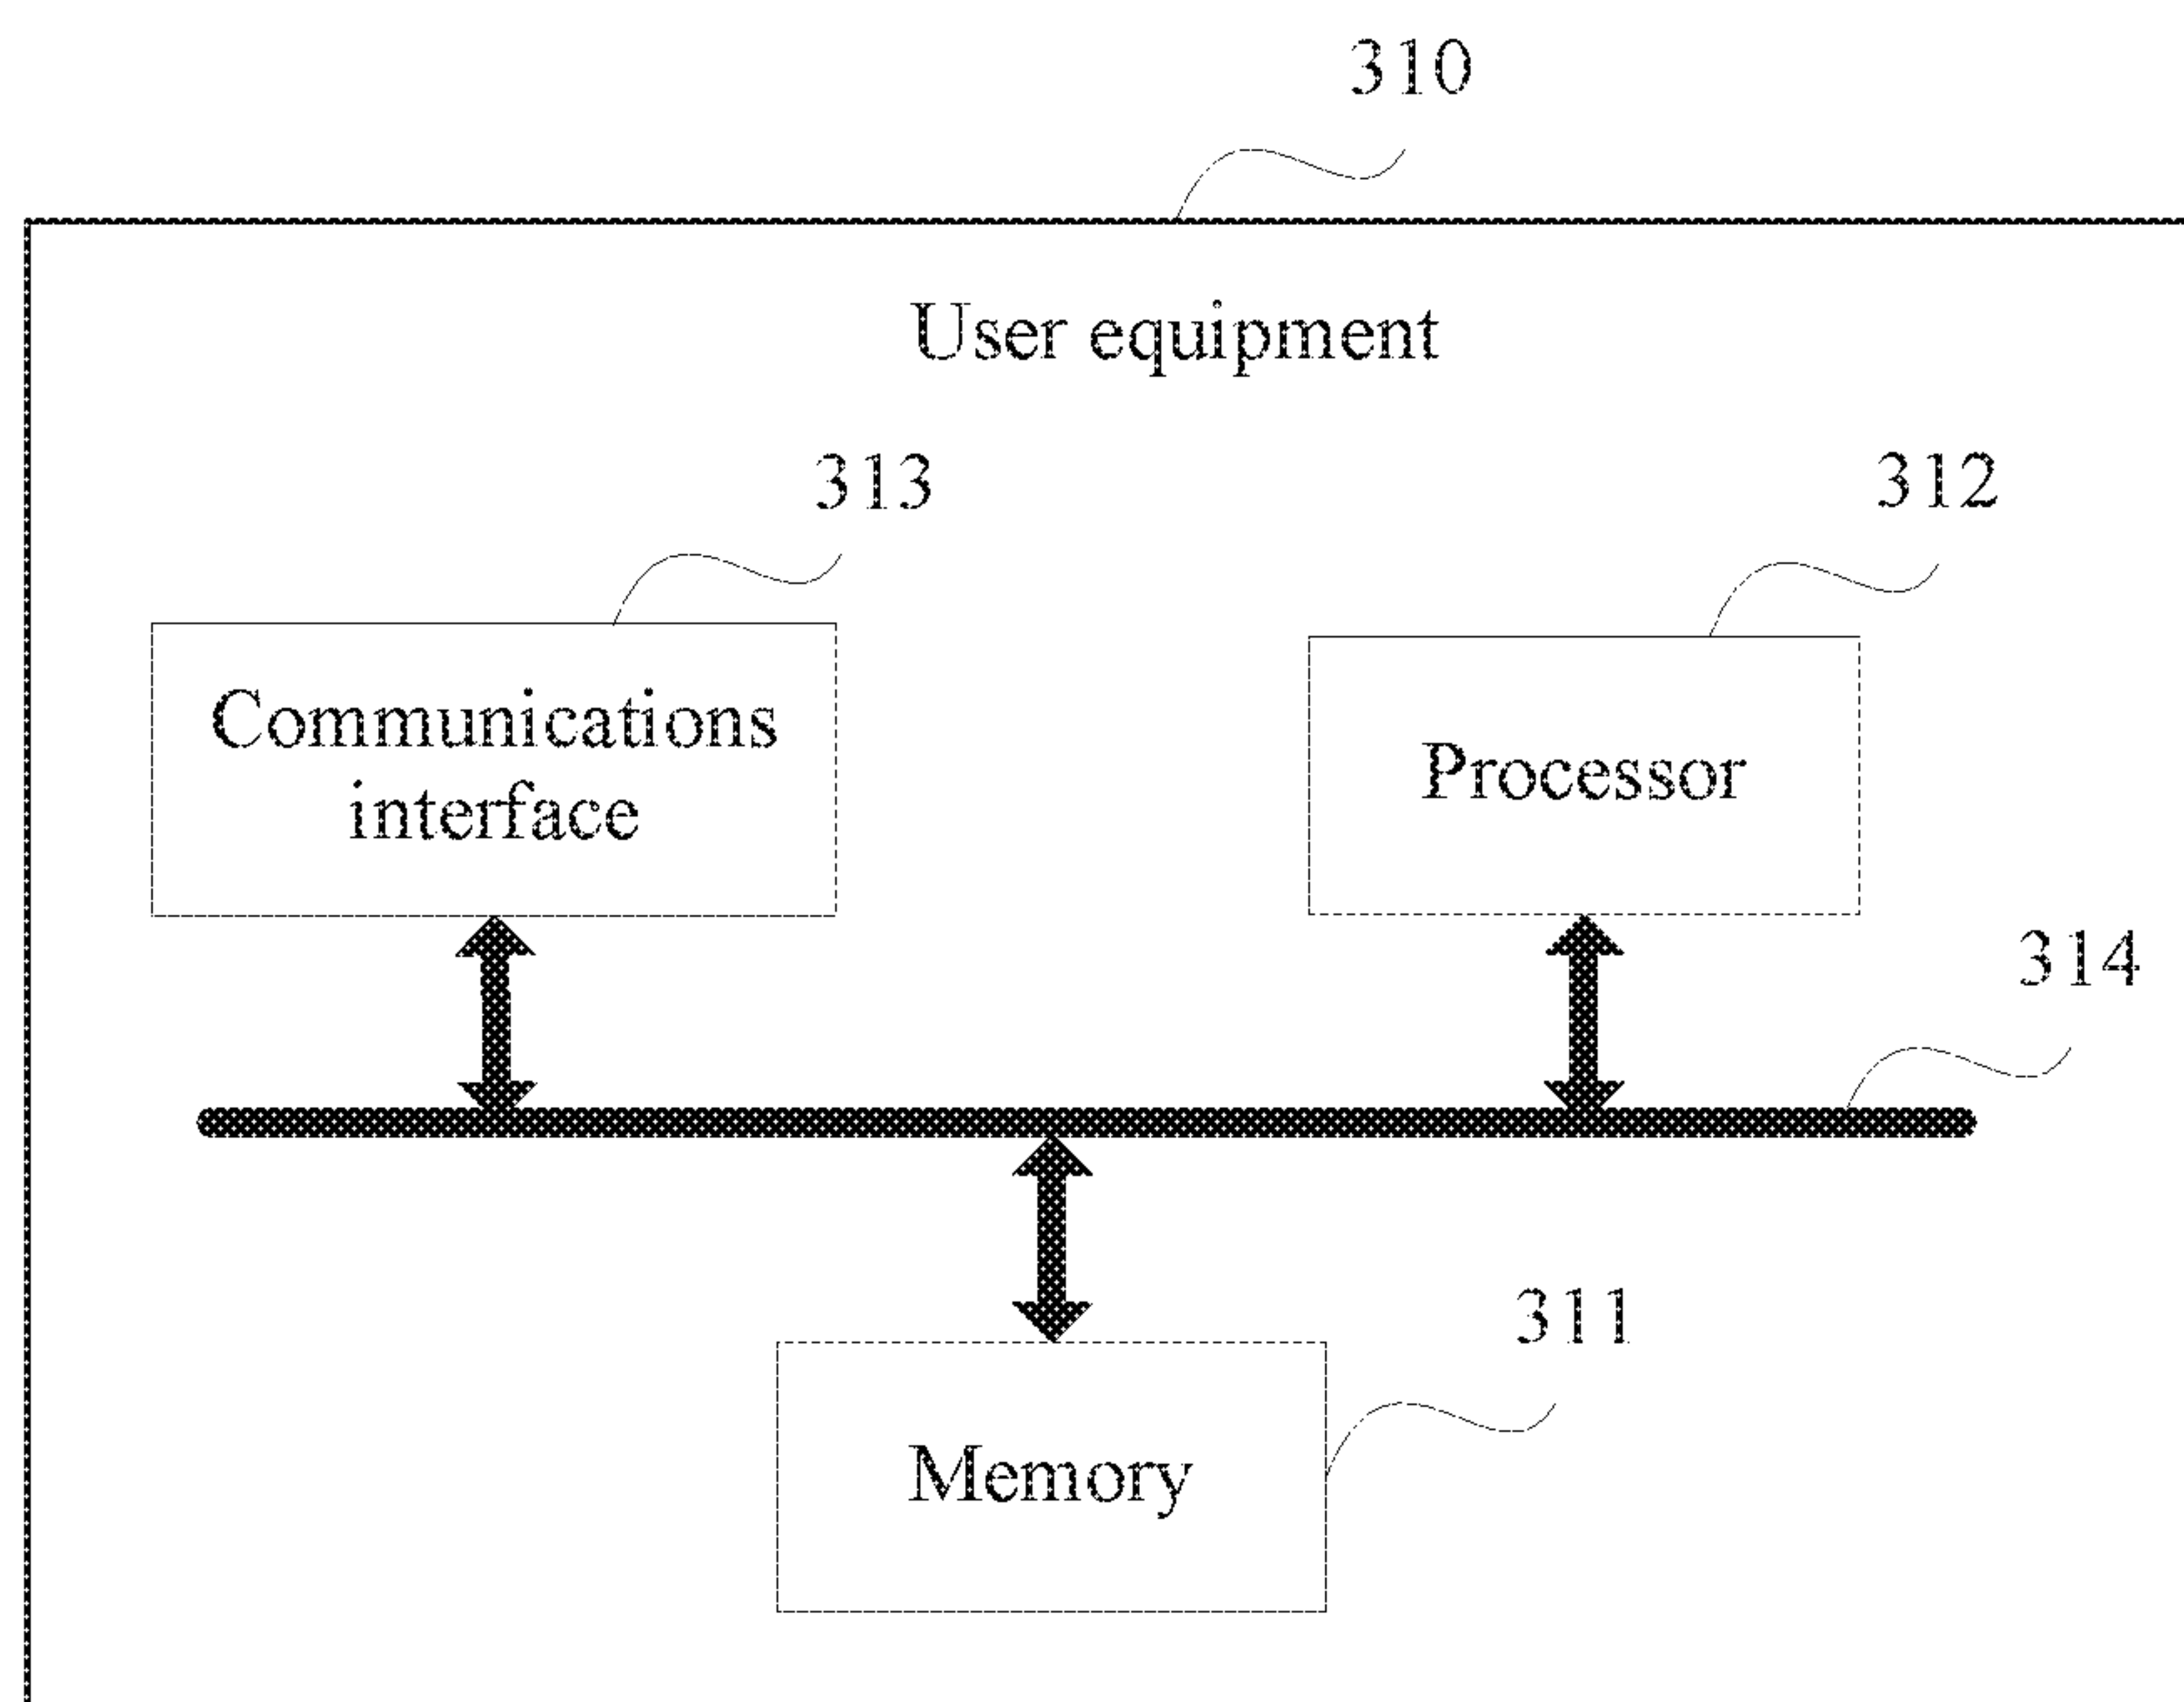 310
User equipment
313
312
Communications
interface
Processor
314
311
Memory